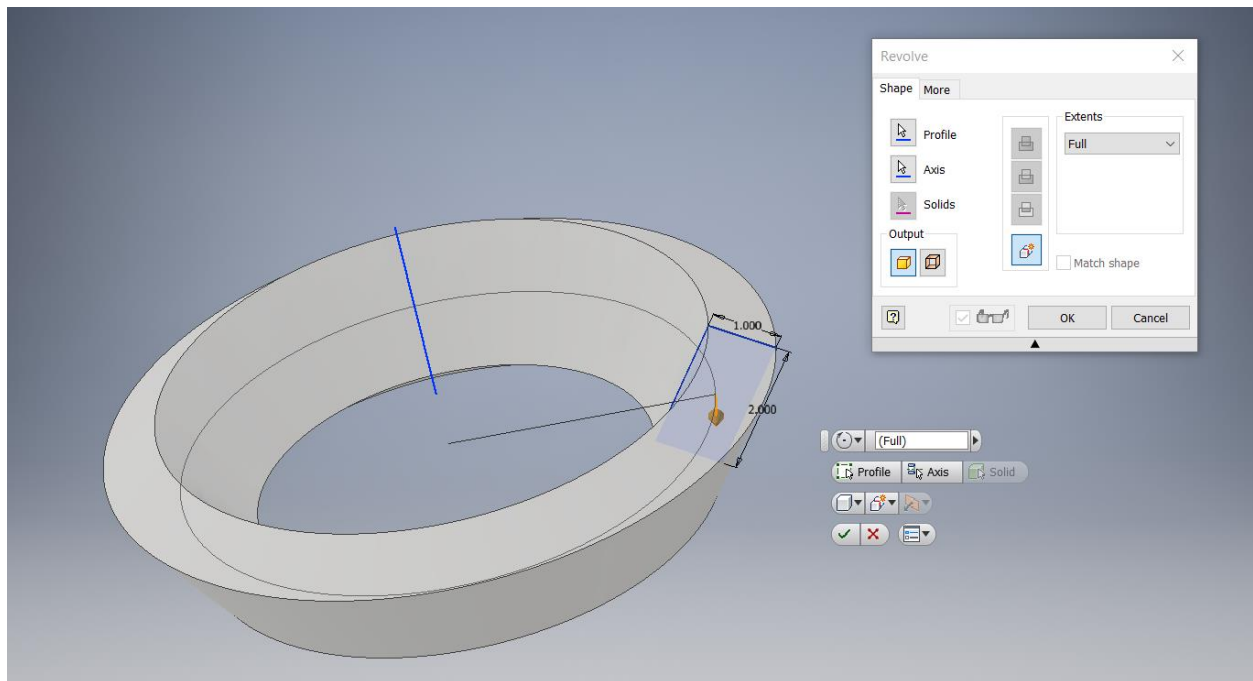 Revolve
Shape More
Profile
Axis
Solids
Output
Extents
Full
Match shape
OK Cancel
1.000
2.000
(Full)
Profile Axis Solid